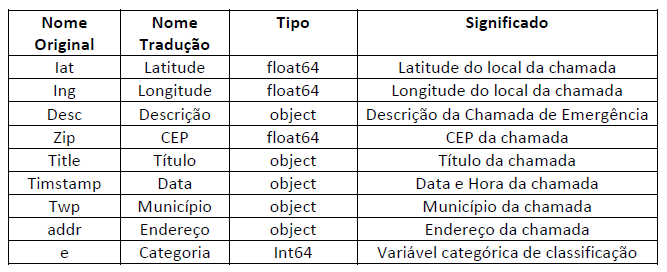 Nome Original Nome Tradução Tipo Significado
lat Latitude float64 Latitude do local da chamada
lng Longitude float64 Longitude do local da chamada
Desc Descrição object Descrição da Chamada de Emergência
Zip CEP float64 CEP da chamada
Title Título object Título da chamada
Timstamp Data object Data e Hora da chamada
Twp Município object Município da chamada
addr Endereço object Endereço da chamada
e Categoria Int64 Variável categórica de classificação